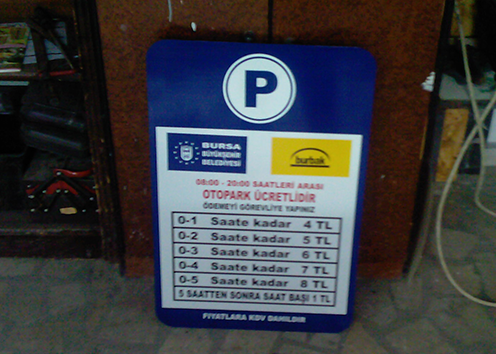 P
BURSA
BÜYÜKŞEHİR
BELEDİYESİ
burbak
08:00 - 20:00 SAATLERİ ARASI
OTOPARK ÜCRETLİDİR
ÖDEMEYİ GÖREVLİYE YAPINIZ
0-1 Saate kadar 4 TL
0-2 Saate kadar 5 TL
0-3 Saate kadar 6 TL
0-4 Saate kadar 7 TL
0-5 Saate kadar 8 TL
5 SAATTEN SONRA SAAT BAŞI 1 TL
FİYATLARA KDV DAHİLDİR